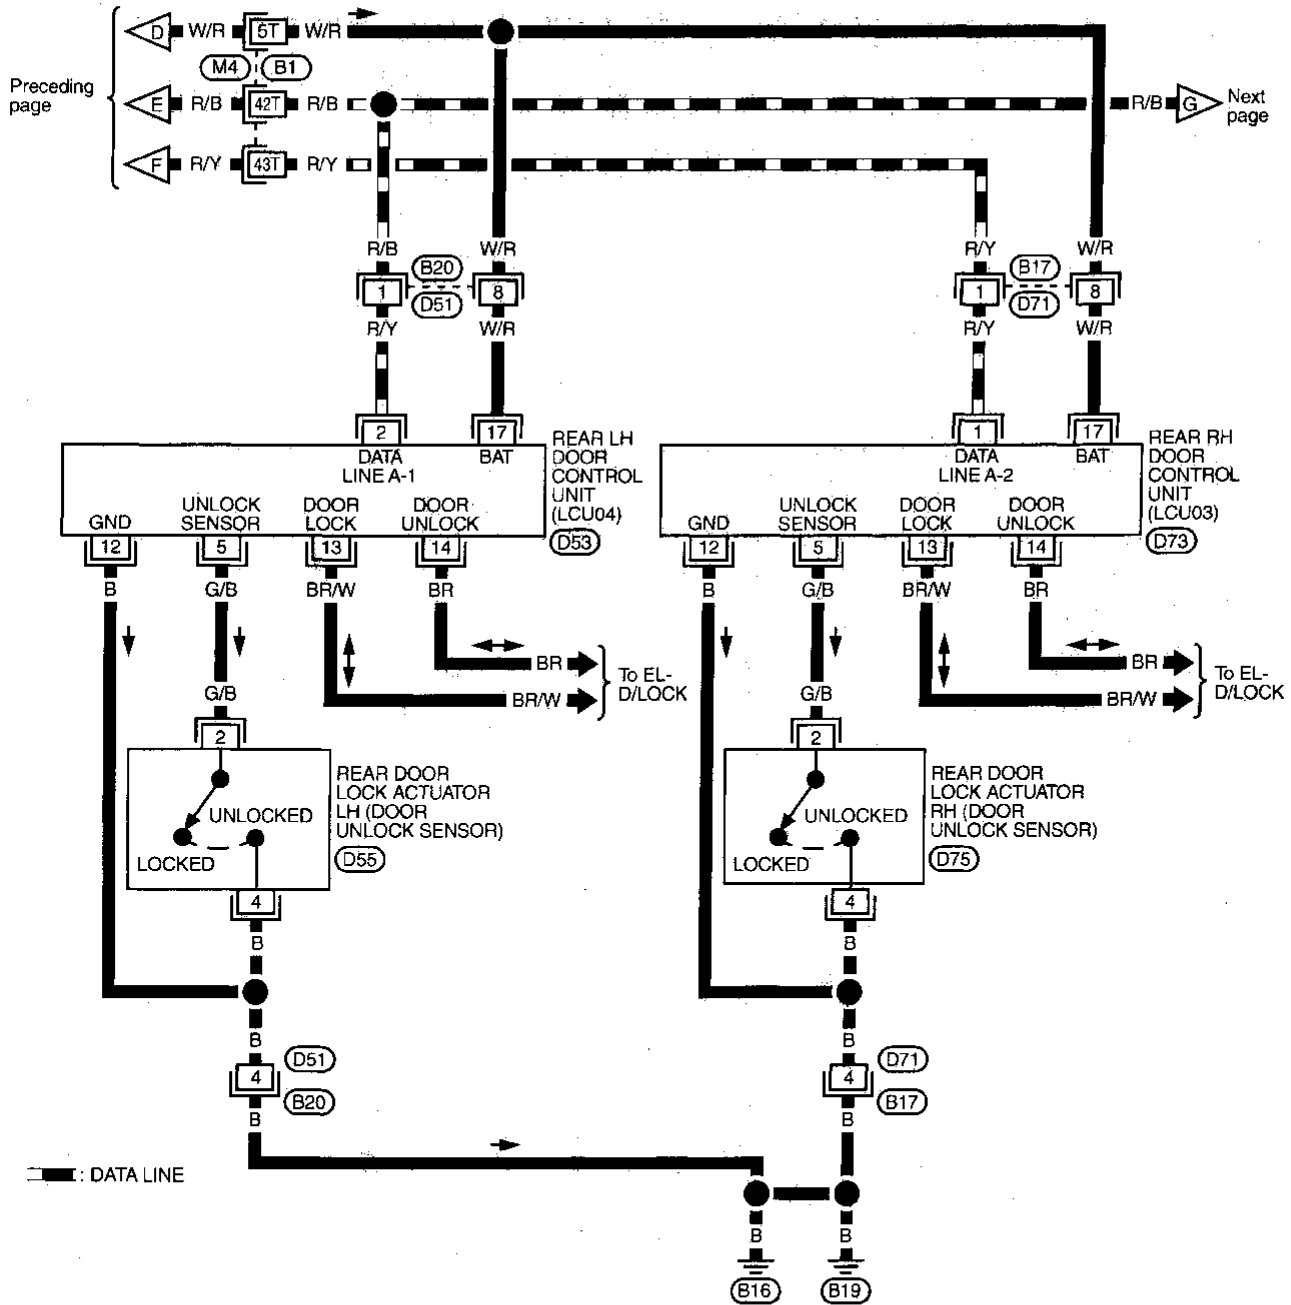 D W/R 5T W/R
M4 B1
Preceding
page
E R/B 42T R/B R/B G Next
page
F R/Y 43T R/Y
R/B W/R R/Y W/R
B20 B17
1 8 1 8
D51 D71
R/Y W/R R/Y W/R
2 17 1 17
DATA
LINE A-1
BAT
REAR LH
DOOR
CONTROL
UNIT
(LCU04)
D53
DATA
LINE A-2
BAT
REAR RH
DOOR
CONTROL
UNIT
(LCU03)
D73
GND
UNLOCK
SENSOR
DOOR
LOCK
DOOR
UNLOCK
GND
UNLOCK
SENSOR
DOOR
LOCK
DOOR
UNLOCK
12 5 13 14 12 5 13 14
B G/B BR/W BR B G/B BR/W BR
BR BR
To EL-
D/LOCK
To EL-
D/LOCK
G/B BR/W G/B BR/W
2 2
UNLOCKED
LOCKED
REAR DOOR
LOCK ACTUATOR
LH (DOOR
UNLOCK SENSOR)
D55
UNLOCKED
LOCKED
REAR DOOR
LOCK ACTUATOR
RH (DOOR
UNLOCK SENSOR)
D75
4 4
B B
B B
D51 D71
4 4
B20 B17
B B
: DATA LINE
B B
B16 B19